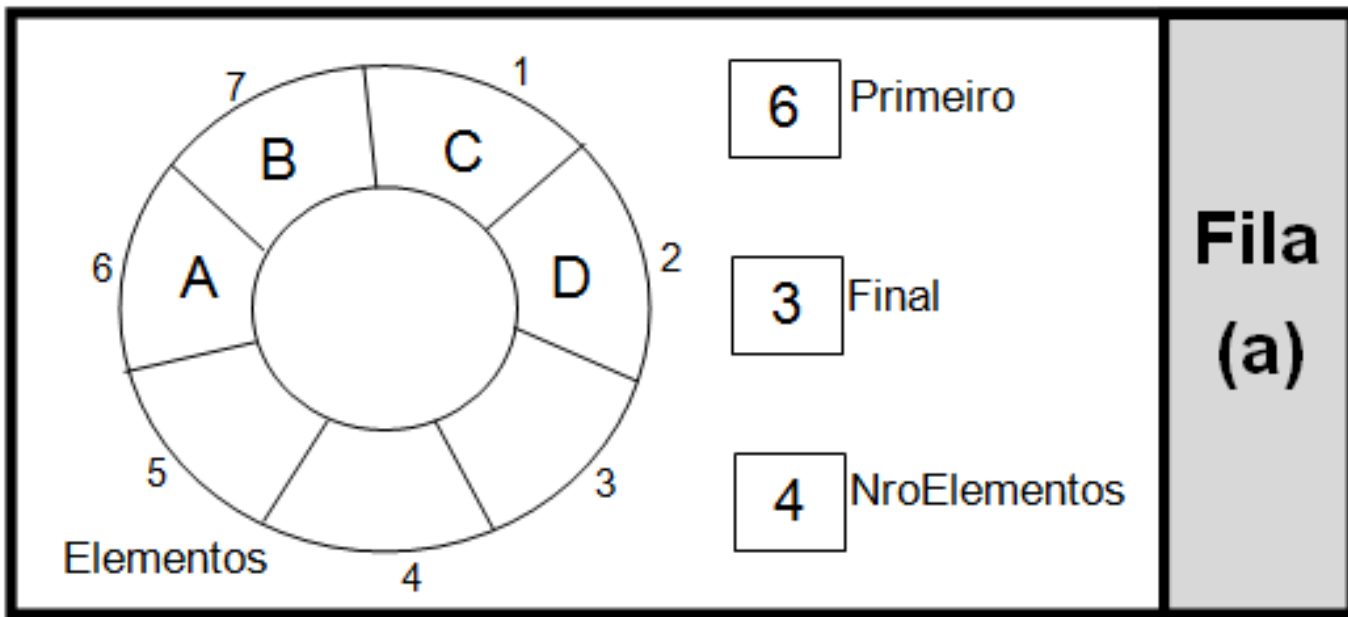 7
1
B
C
6
A
D
2
5
4
3
Elementos
6 Primeiro
3 Final
4 NroElementos
Fila
(a)